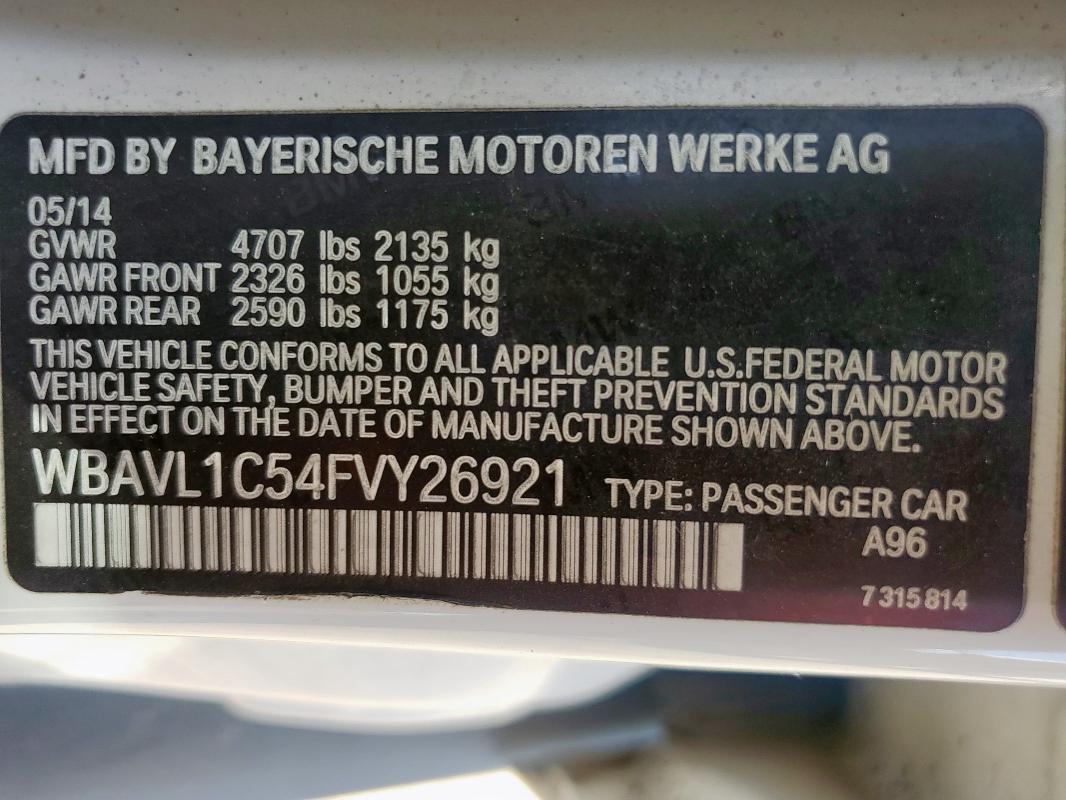 MFD BY BAYERISCHE MOTOREN WERKE AG
05/14
GVWR 4707 lbs 2135 kg
GAWR FRONT 2326 lbs 1055 kg
GAWR REAR 2590 lbs 1175 kg
THIS VEHICLE CONFORMS TO ALL APPLICABLE U.S.FEDERAL MOTOR
VEHICLE SAFETY, BUMPER AND THEFT PREVENTION STANDARDS
IN EFFECT ON THE DATE OF MANUFACTURE SHOWN ABOVE.
WBAVL1C54FVY26921 TYPE: PASSENGER CAR
A96
7 315 814